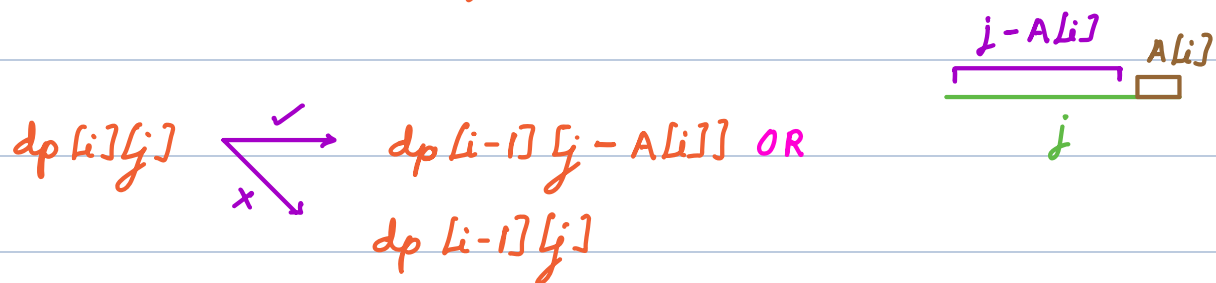 j - A[i]
A[i]
j
dp [i][j] ✓ dp [i-1] [j - A[i]] OR
x
dp [i-1][j]